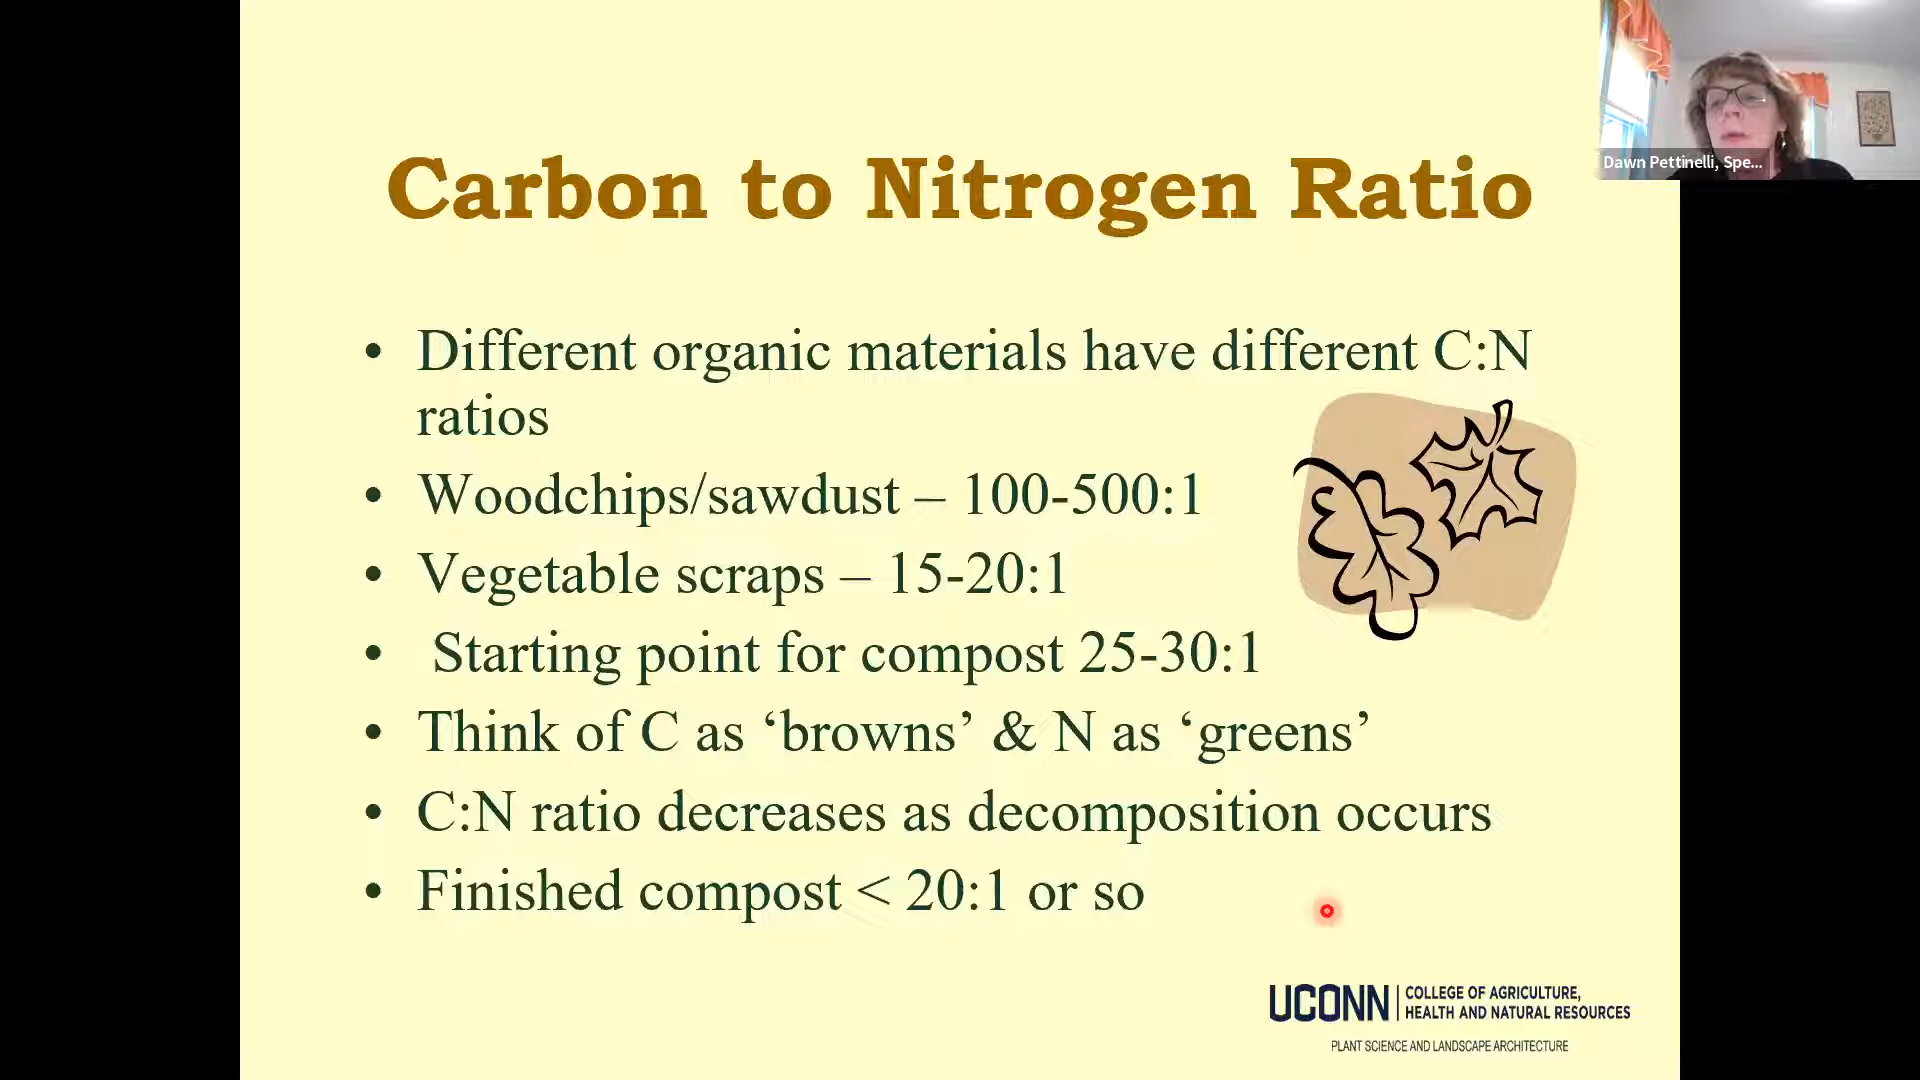 Dawn Pettinelli, Spe...
Carbon to Nitrogen Ratio
• Different organic materials have different C:N
ratios
• Woodchips/sawdust – 100-500:1
• Vegetable scraps – 15-20:1
• Starting point for compost 25-30:1
• Think of C as ‘browns’ & N as ‘greens’
• C:N ratio decreases as decomposition occurs
• Finished compost < 20:1 or so
UCONN | COLLEGE OF AGRICULTURE,
HEALTH AND NATURAL RESOURCES
PLANT SCIENCE AND LANDSCAPE ARCHITECTURE